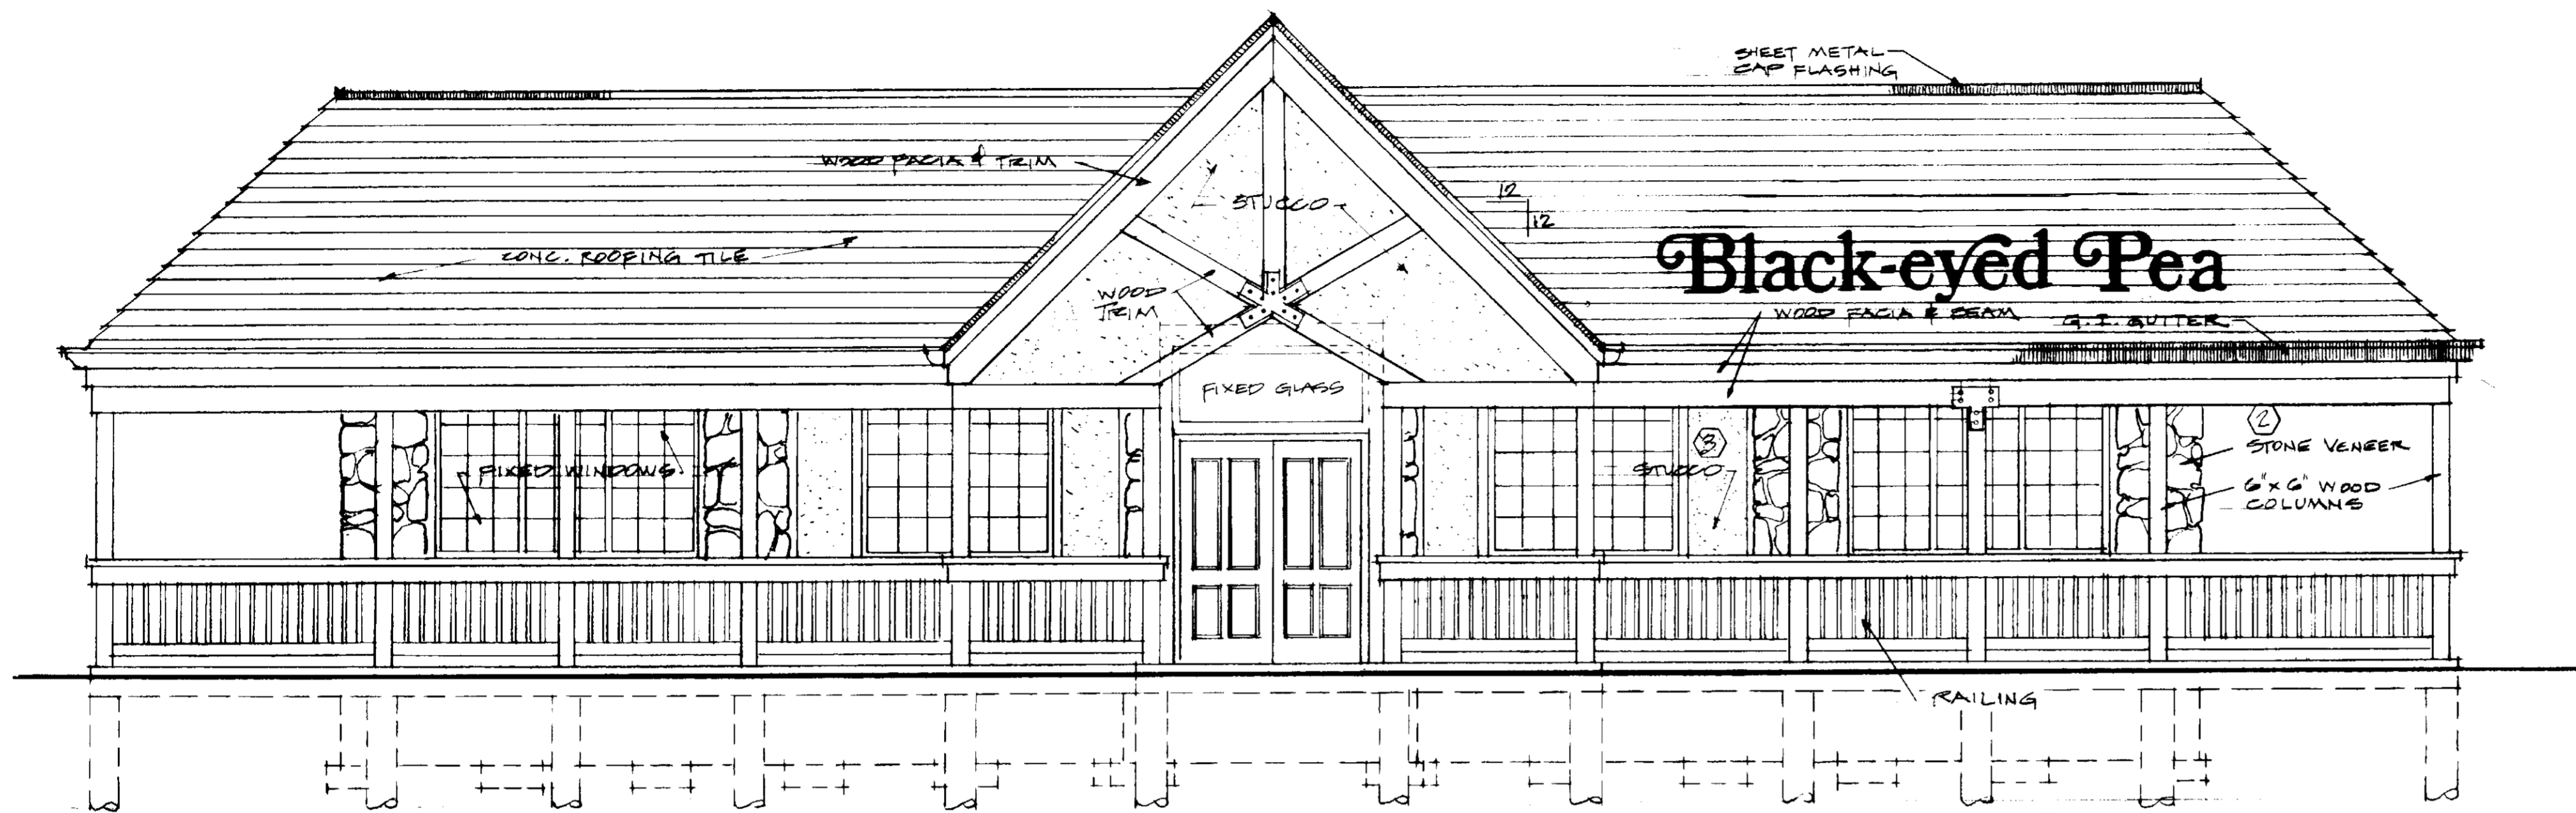 SHEET METAL
CAP FLASHING
WOOD FACIA & TRIM
12
12
STUCCO
CONC. ROOFING TILE
Black-eyed Pea
WOOD
TRIM
WOOD FACIA & BEAM
G.I. GUTTER
FIXED GLASS
2
3
STONE VENEER
FIXED WINDOWS
STUCCO
6"x6" WOOD
COLUMNS
RAILING